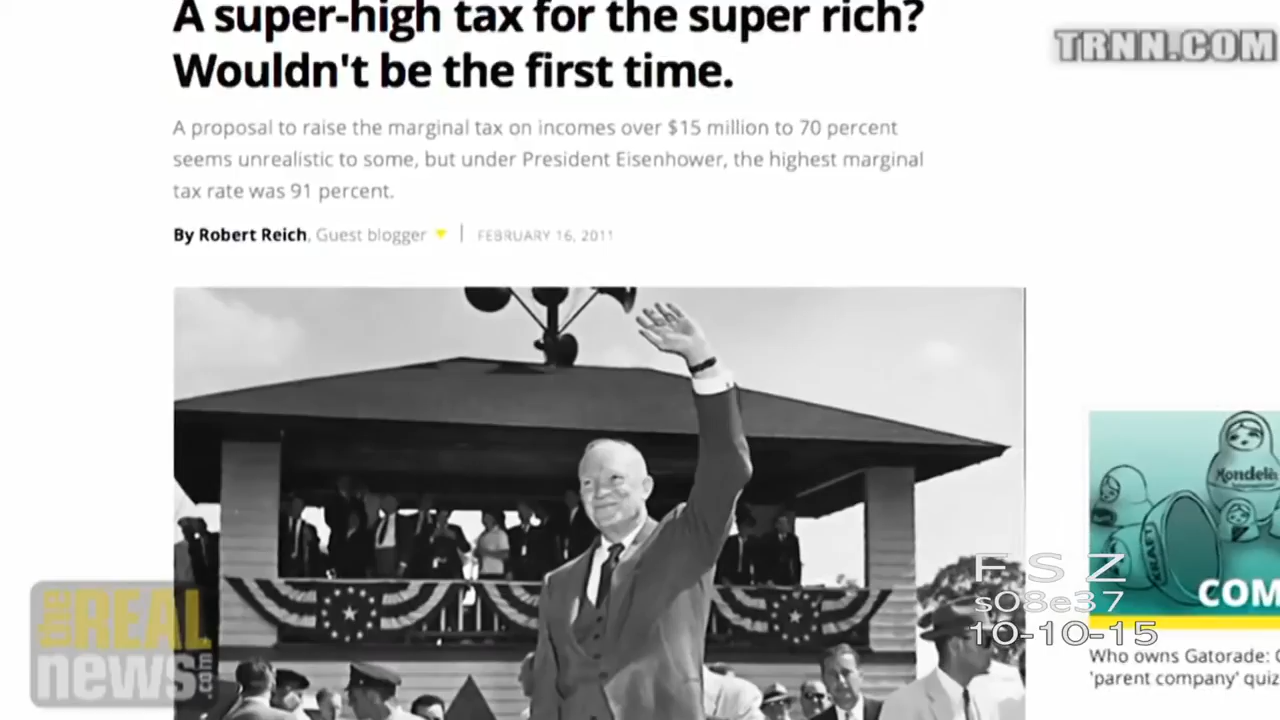 A super-high tax for the super rich?
Wouldn't be the first time.
TRNN.COM
A proposal to raise the marginal tax on incomes over $15 million to 70 percent
seems unrealistic to some, but under President Eisenhower, the highest marginal
tax rate was 91 percent.
By Robert Reich, Guest blogger | FEBRUARY 16, 2011
Mondelē
KRAFT
COM
Who owns Gatorade:
'parent company' quiz
the REAL
news.com
F S Z
s08e37
10-10-15